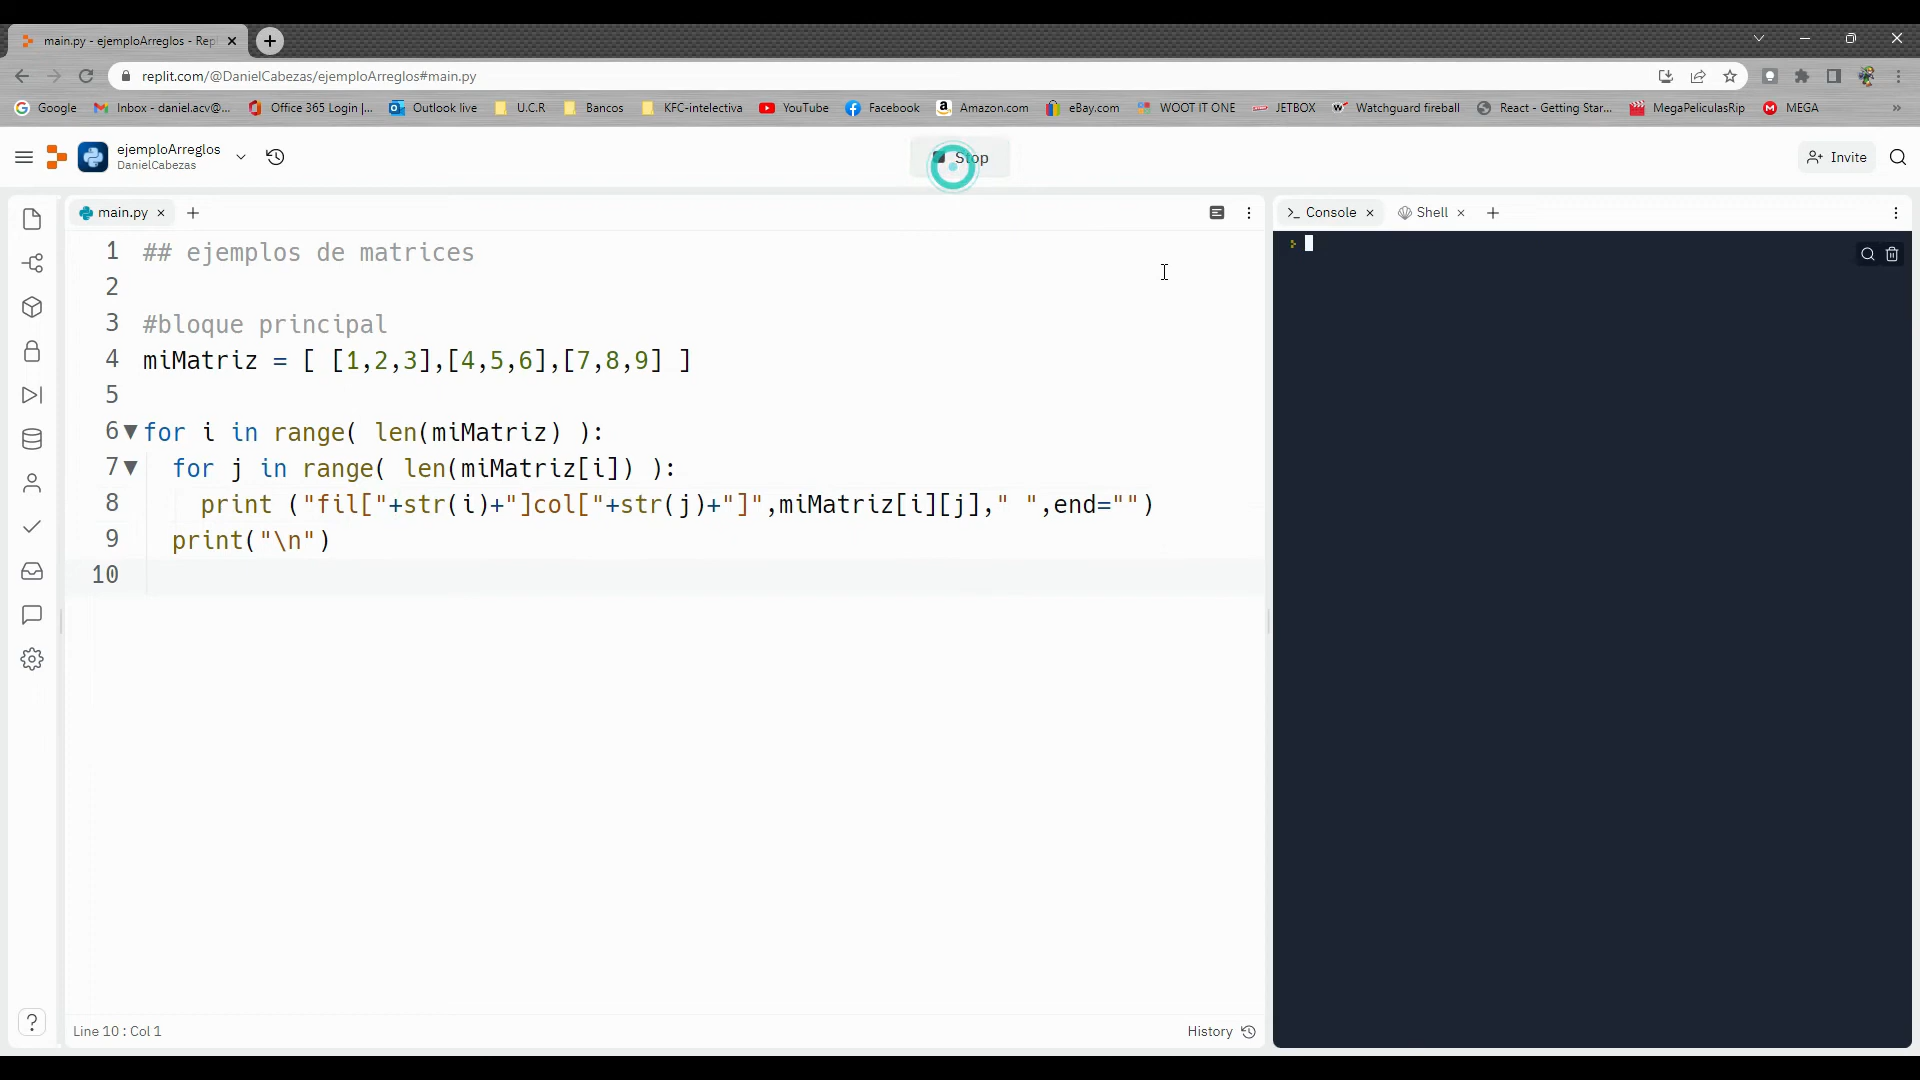 main.py - ejemploArreglos - Rep
replit.com/@DanielCabezas/ejemploArreglos#main.py
Google
Inbox - daniel.acv@...
Office 365 Login |...
Outlook live
U.C.R
Bancos
KFC-intelectiva
YouTube
Facebook
Amazon.com
eBay.com
WOOT IT ONE
JETBOX
Watchguard fireball
React - Getting Star...
MegaPeliculasRip
MEGA
»
ejemploArreglos
DanielCabezas
Stop
Invite
main.py
Console
Shell
1 ## ejemplos de matrices
2
3 #bloque principal
4 miMatriz = [ [1,2,3],[4,5,6],[7,8,9] ]
5
6 for i in range( len(miMatriz) ):
7 for j in range( len(miMatriz[i]) ):
8 print ("fil["+str(i)+"]col["+str(j)+"]",miMatriz[i][j]," ",end="")
9 print("\n")
10
?
Line 10 : Col 1
History